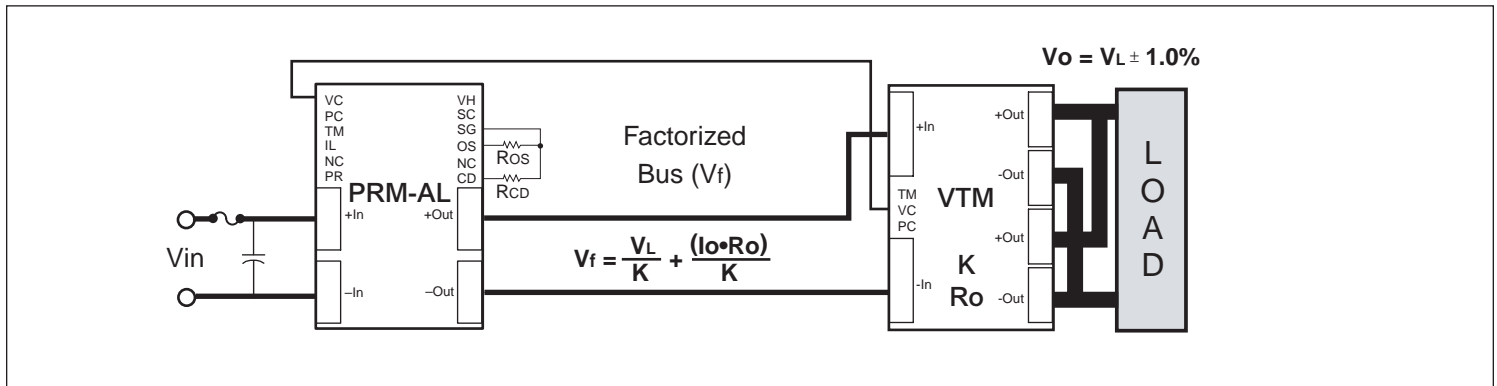 Vo = VL ± 1.0%
VC
PC
TM
IL
NC
PR
VH
SC
SG
OS
NC
CD
ROS
RCD
PRM-AL
+In
+Out
–In
–Out
Vin
Factorized
Bus (Vf)
Vf = VL/K + (Io•Ro)/K
+In
TM
VC
PC
-In
VTM
K
Ro
+Out
-Out
+Out
-Out
LOAD